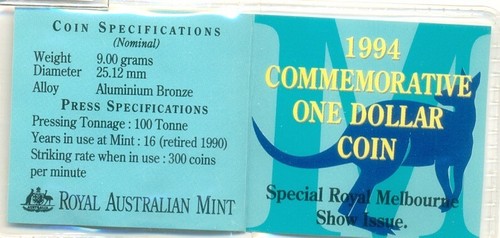 COIN SPECIFICATIONS
(Nominal)
Weight 9.00 grams
Diameter 25.12 mm
Alloy Aluminium Bronze
PRESS SPECIFICATIONS
Pressing Tonnage : 100 Tonne
Years in use at Mint : 16 (retired 1990)
Striking rate when in use : 300 coins
per minute
ROYAL AUSTRALIAN MINT
1994
COMMEMORATIVE
ONE DOLLAR
COIN
Special Royal Melbourne
Show Issue.